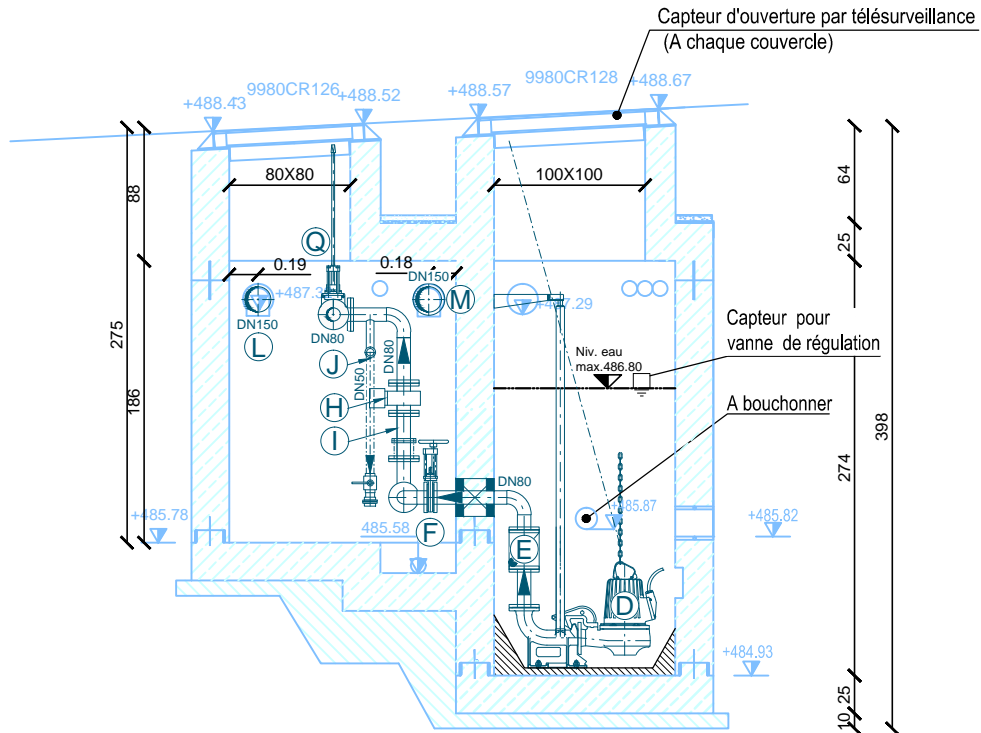 Capteur d'ouverture par télésurveillance
(A chaque couvercle)
9980CR126
9980CR128
+488.43
+488.52
+488.57
+488.67
80X80
100X100
88
64
25
Q
0.19
0.18
DN150
M
DN150
L
DN80
J
DN50
DN80
H
I
275
186
Niv. eau
max.486.80
Capteur pour
vanne de régulation
A bouchonner
274
398
DN80
+485.78
485.58
F
E
+485.87
+485.82
D
+484.93
25
10